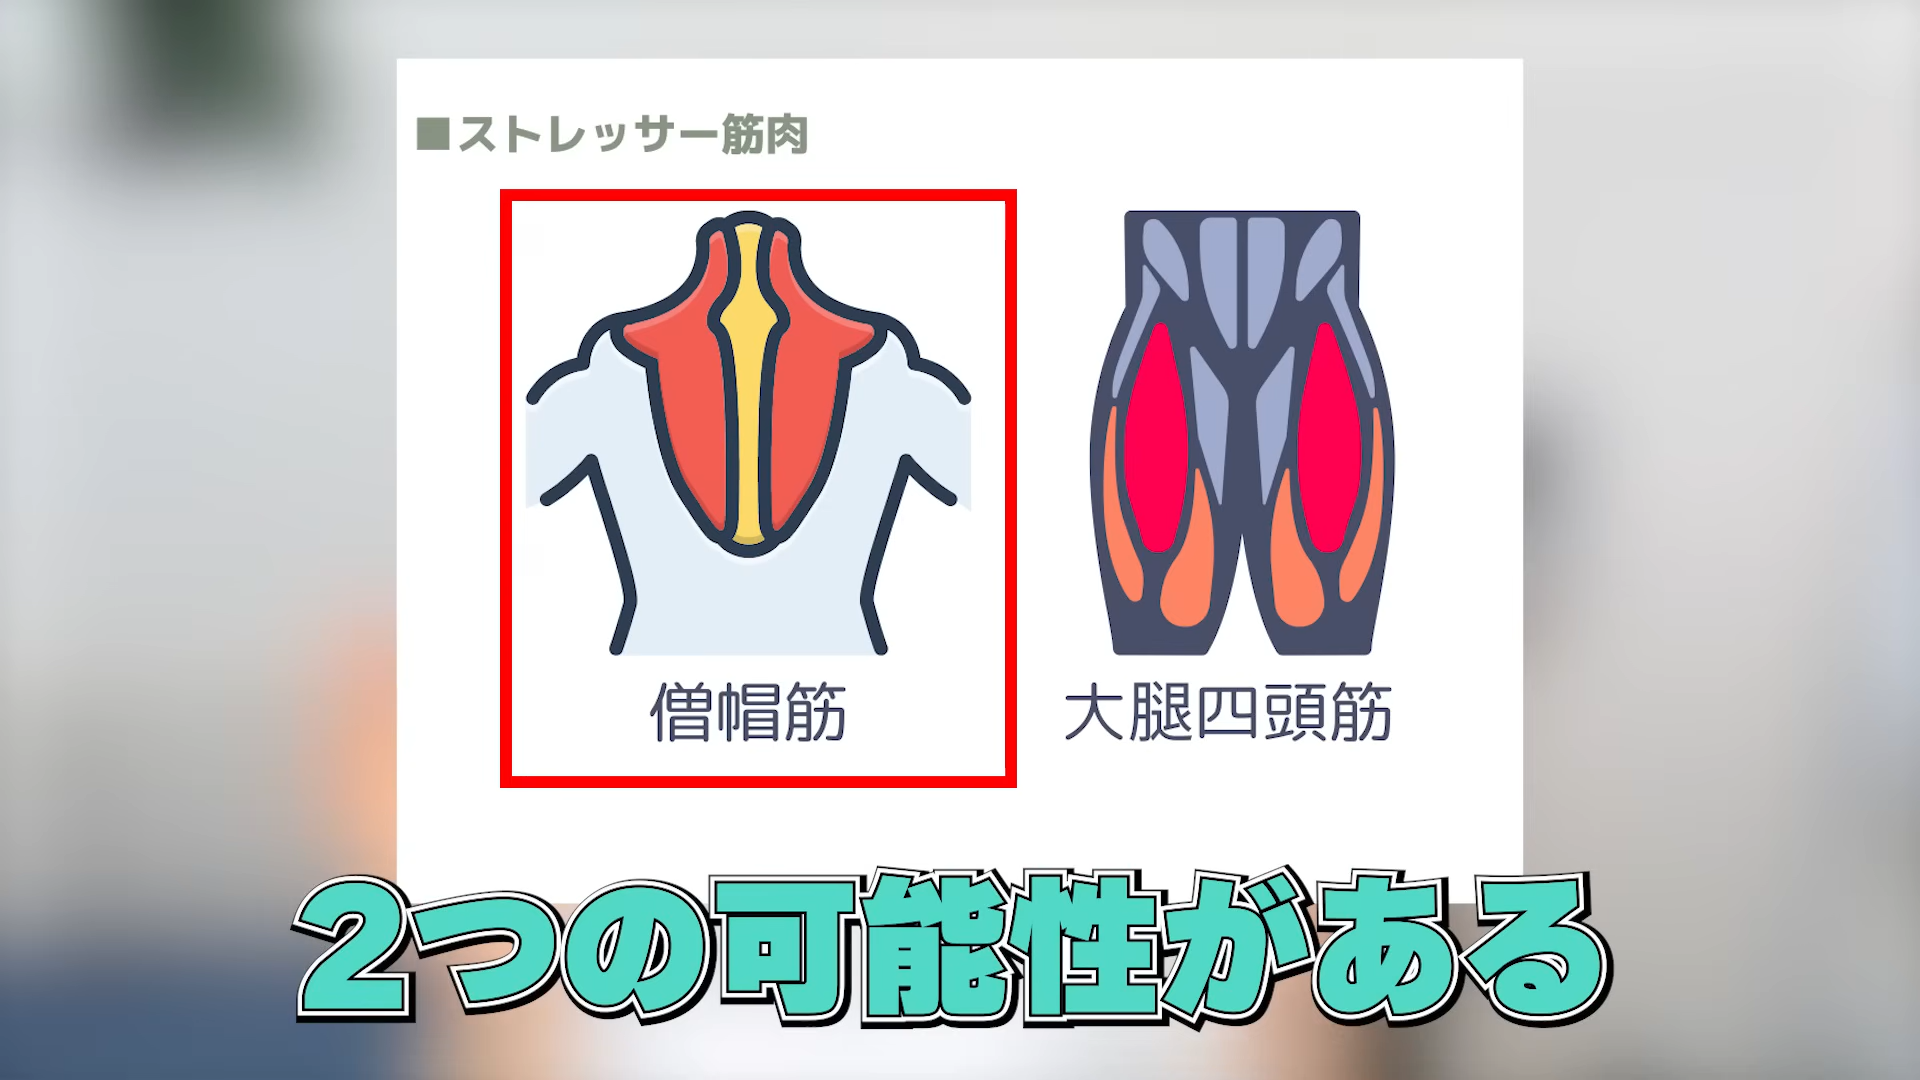 ■ストレッサー筋肉
僧帽筋
大腿四頭筋
2つの可能性がある